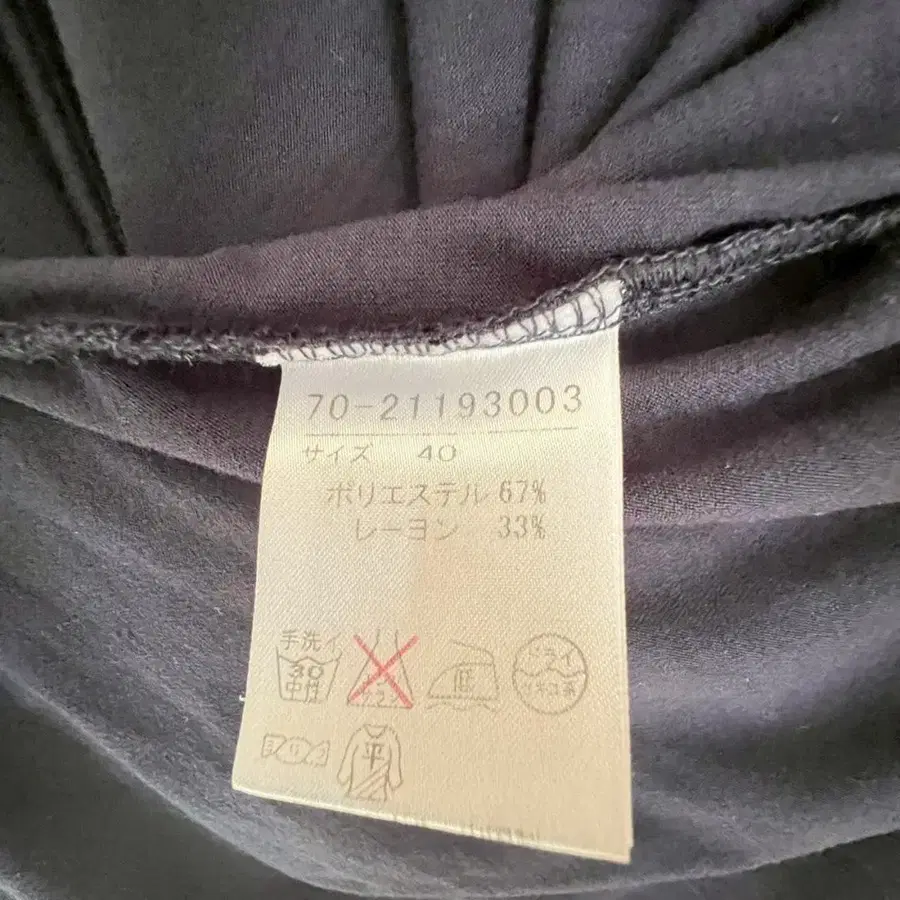 70-21193003
サイズ 40
ポリエステル 67%
レーヨン 33%
手洗イ
30
中性
低
ドライ
平